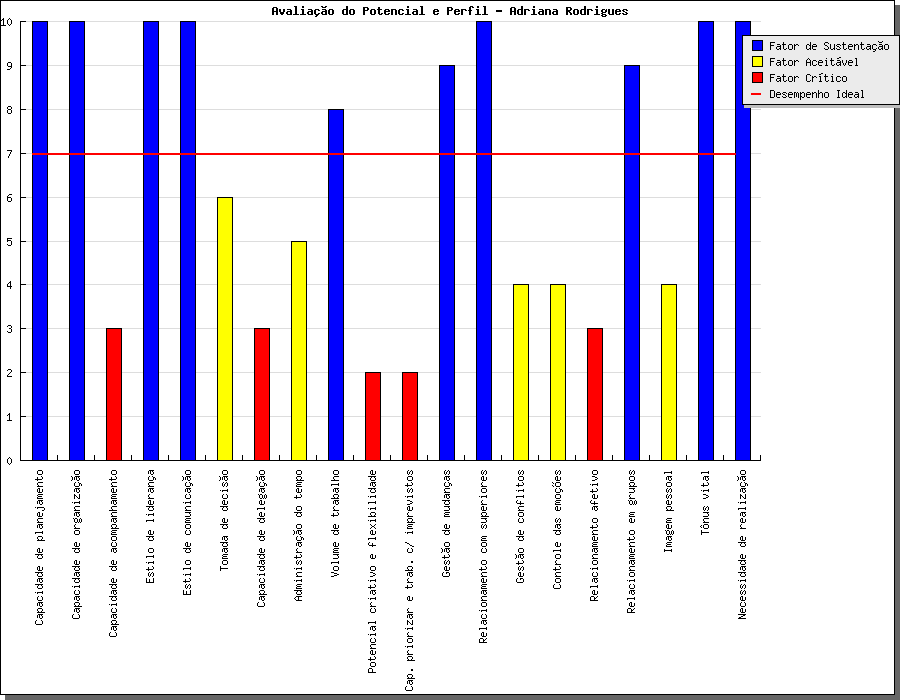 Avaliação do Potencial e Perfil - Adriana Rodrigues
10
9
8
7
6
5
4
3
2
1
0
Fator de Sustentação
Fator Aceitável
Fator Crítico
Desempenho Ideal
Capacidade de planejamento
Capacidade de organização
Capacidade de acompanhamento
Estilo de liderança
Estilo de comunicação
Tomada de decisão
Capacidade de delegação
Administração do tempo
Volume de trabalho
Potencial criativo e flexibilidade
Cap. priorizar e trab. c/ imprevistos
Gestão de mudanças
Relacionamento com superiores
Gestão de conflitos
Controle das emoções
Relacionamento afetivo
Relacionamento em grupos
Imagem pessoal
Tônus vital
Necessidade de realização